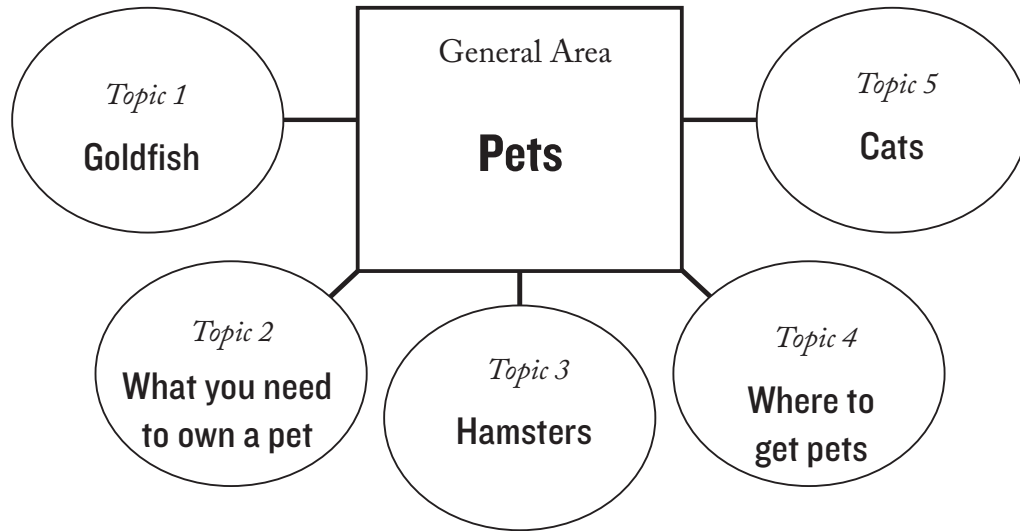 General Area
Pets
Topic 1
Goldfish
Topic 2
What you need
to own a pet
Topic 3
Hamsters
Topic 4
Where to
get pets
Topic 5
Cats